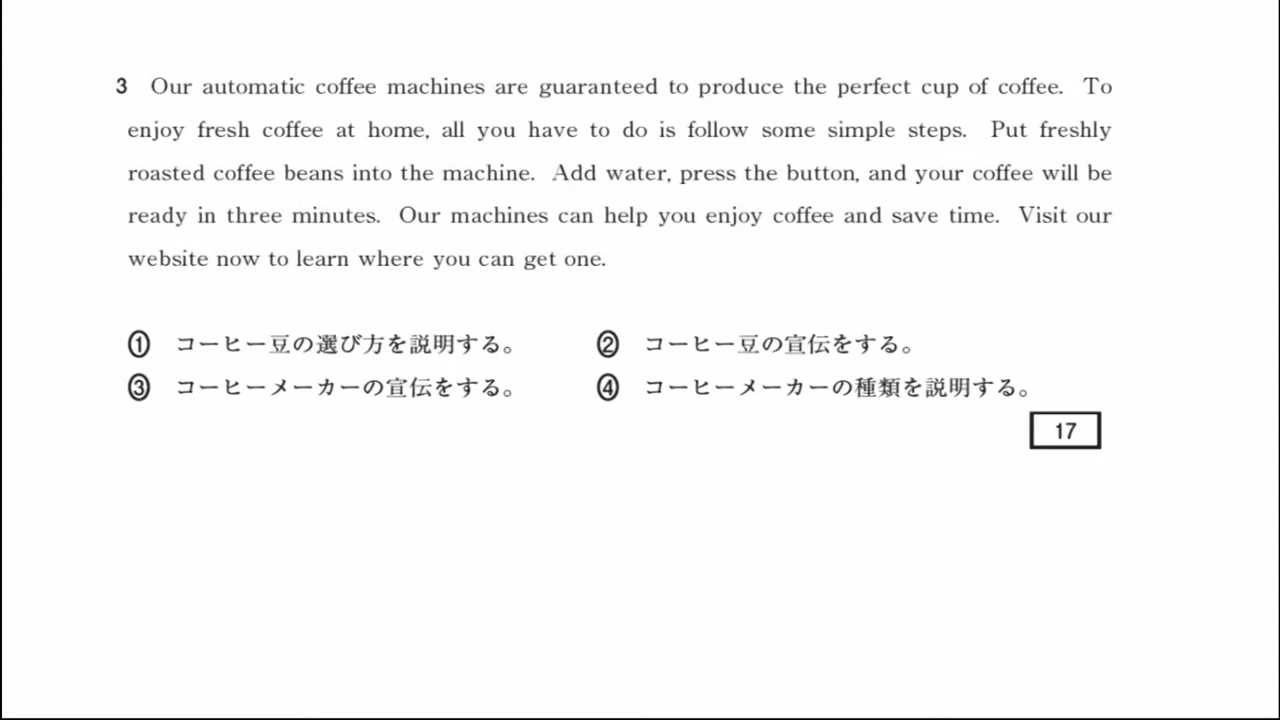 3 Our automatic coffee machines are guaranteed to produce the perfect cup of coffee. To
enjoy fresh coffee at home, all you have to do is follow some simple steps. Put freshly
roasted coffee beans into the machine. Add water, press the button, and your coffee will be
ready in three minutes. Our machines can help you enjoy coffee and save time. Visit our
website now to learn where you can get one.
① コーヒー豆の選び方を説明する。 ② コーヒー豆の宣伝をする。
③ コーヒーメーカーの宣伝をする。 ④ コーヒーメーカーの種類を説明する。
17